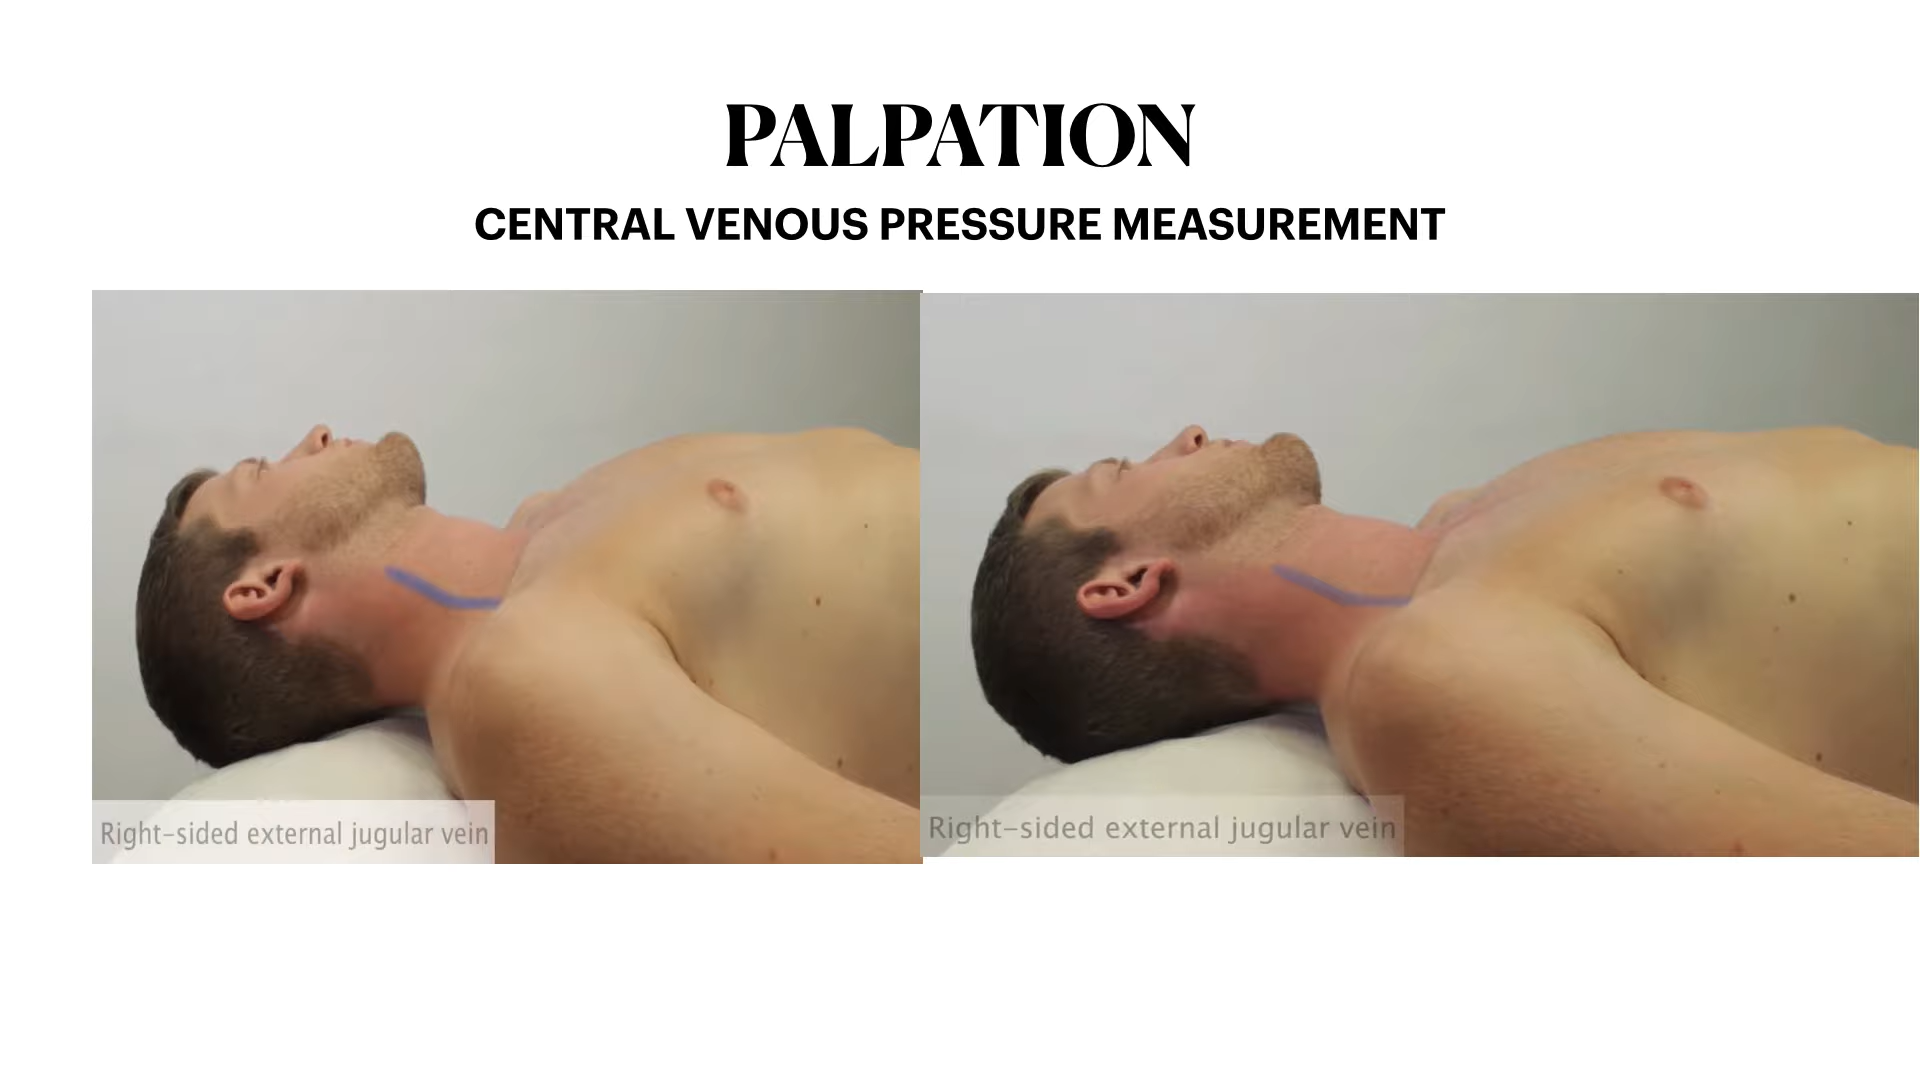 PALPATION
CENTRAL VENOUS PRESSURE MEASUREMENT
Right-sided external jugular vein
Right-sided external jugular vein